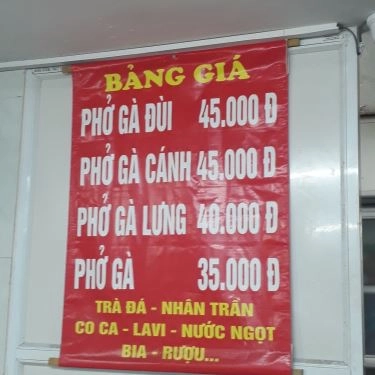 BẢNG GIÁ
PHỞ GÀ ĐÙI 45.000 Đ
PHỞ GÀ CÁNH 45.000 Đ
PHỞ GÀ LƯNG 40.000 Đ
PHỞ GÀ 35.000 Đ
TRÀ ĐÁ - NHÂN TRẦN
CO CA - LAVI - NƯỚC NGỌT
BIA - RƯỢU...